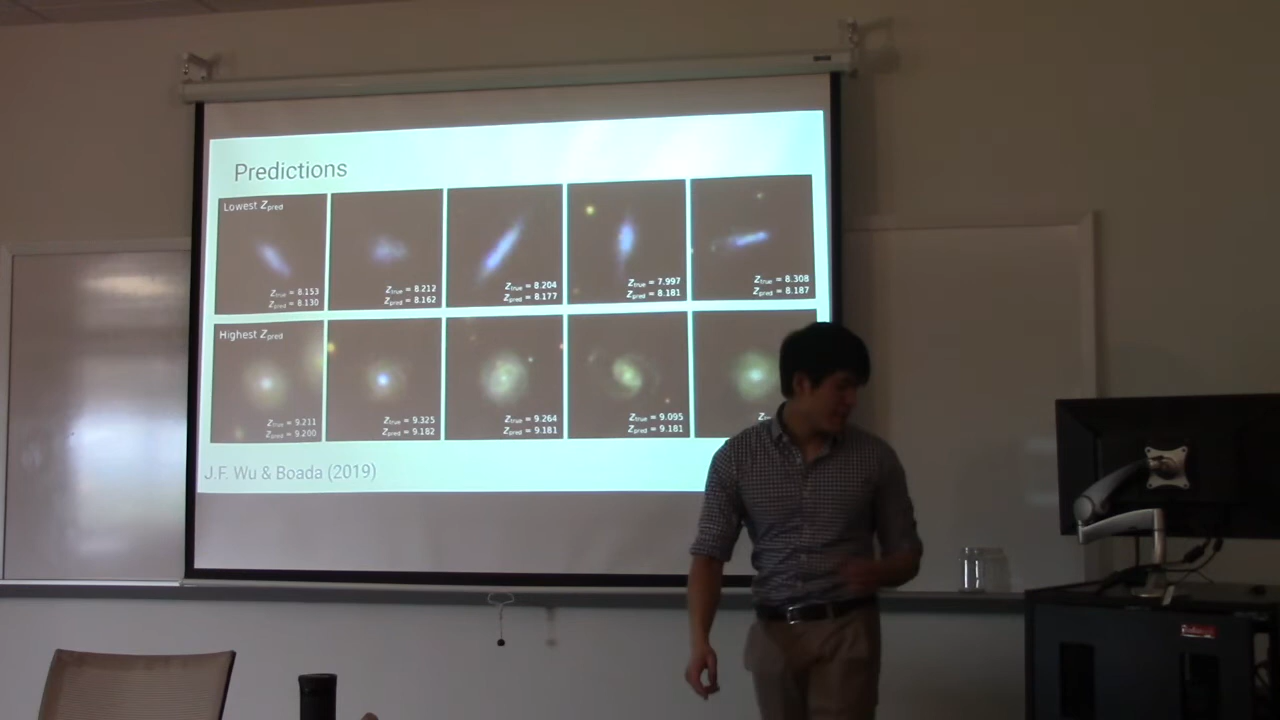 Predictions
Lowest Zpred
Ztrue = 8.153
Zpred = 8.130
Ztrue = 8.212
Zpred = 8.162
Ztrue = 8.204
Zpred = 8.177
Ztrue = 7.997
Zpred = 8.181
Ztrue = 8.308
Zpred = 8.187
Highest Zpred
Ztrue = 9.211
Zpred = 9.200
Ztrue = 9.325
Zpred = 9.182
Ztrue = 9.264
Zpred = 9.181
Ztrue = 9.095
Zpred = 9.181
J.F. Wu & Boada (2019)